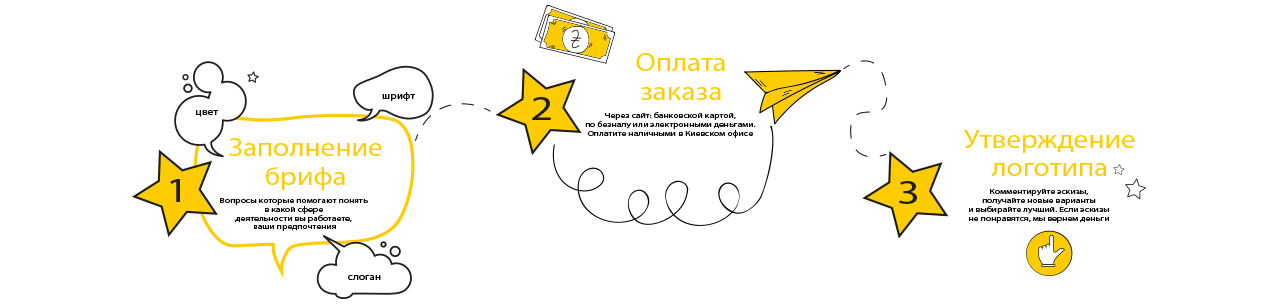 цвет
шрифт
1
Заполнение
брифа
Вопросы которые помогают понять
в какой сфере
деятельности вы работаете,
ваши предпочтения
слоган
₴
2
Оплата
заказа
Через сайт: банковской картой,
по безналу или электронными деньгами.
Оплатите наличными в Киевском офисе
3
Утверждение
логотипа
Комментируйте эскизы,
получайте новые варианты
и выбирайте лучший. Если эскизы
не понравятся, мы вернем деньги